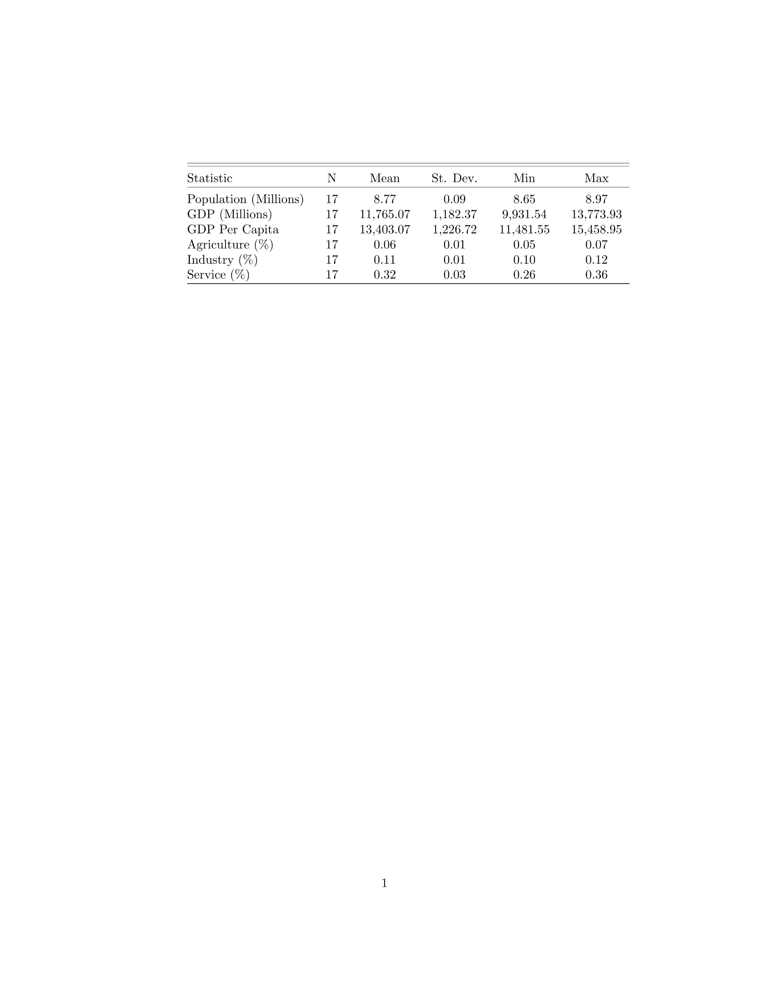 Statistic N Mean St. Dev. Min Max
Population (Millions) 17 8.77 0.09 8.65 8.97
GDP (Millions) 17 11,765.07 1,182.37 9,931.54 13,773.93
GDP Per Capita 17 13,403.07 1,226.72 11,481.55 15,458.95
Agriculture (%) 17 0.06 0.01 0.05 0.07
Industry (%) 17 0.11 0.01 0.10 0.12
Service (%) 17 0.32 0.03 0.26 0.36
1